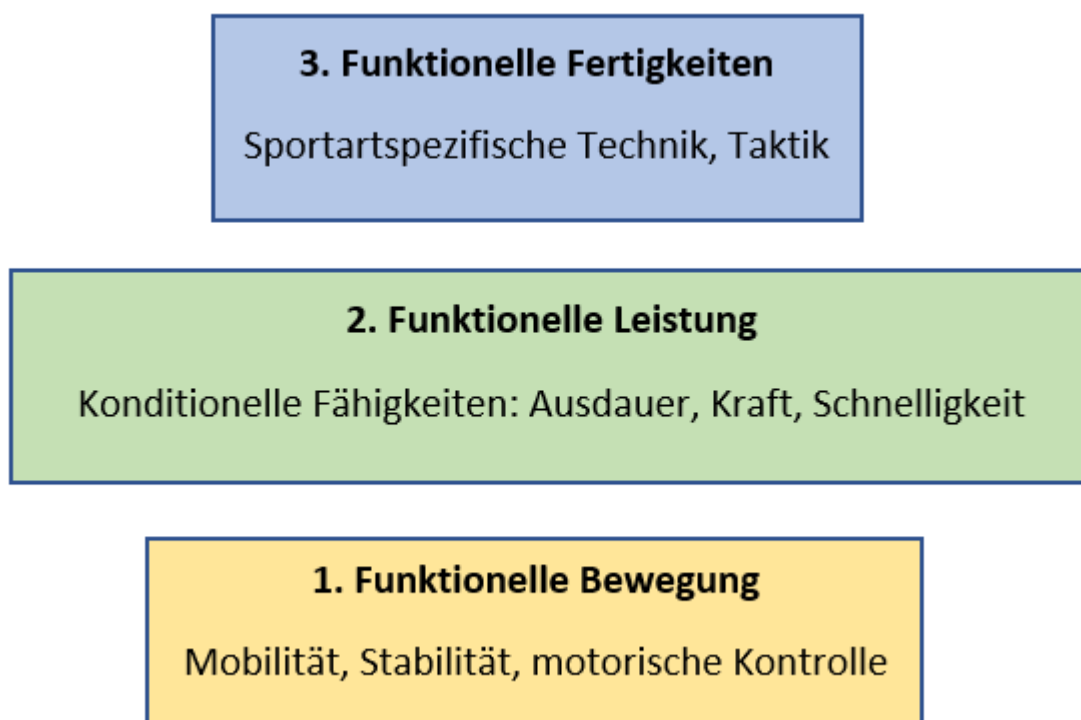 3. Funktionelle Fertigkeiten
Sportartspezifische Technik, Taktik
2. Funktionelle Leistung
Konditionelle Fähigkeiten: Ausdauer, Kraft, Schnelligkeit
1. Funktionelle Bewegung
Mobilität, Stabilität, motorische Kontrolle